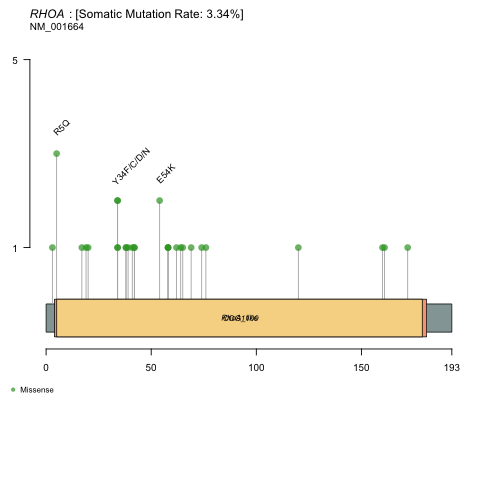 RHOA : [Somatic Mutation Rate: 3.34%]
NM_001664
5
R5Q
Y34F/C/D/N
E54K
1
0 50 100 150 193
Missense